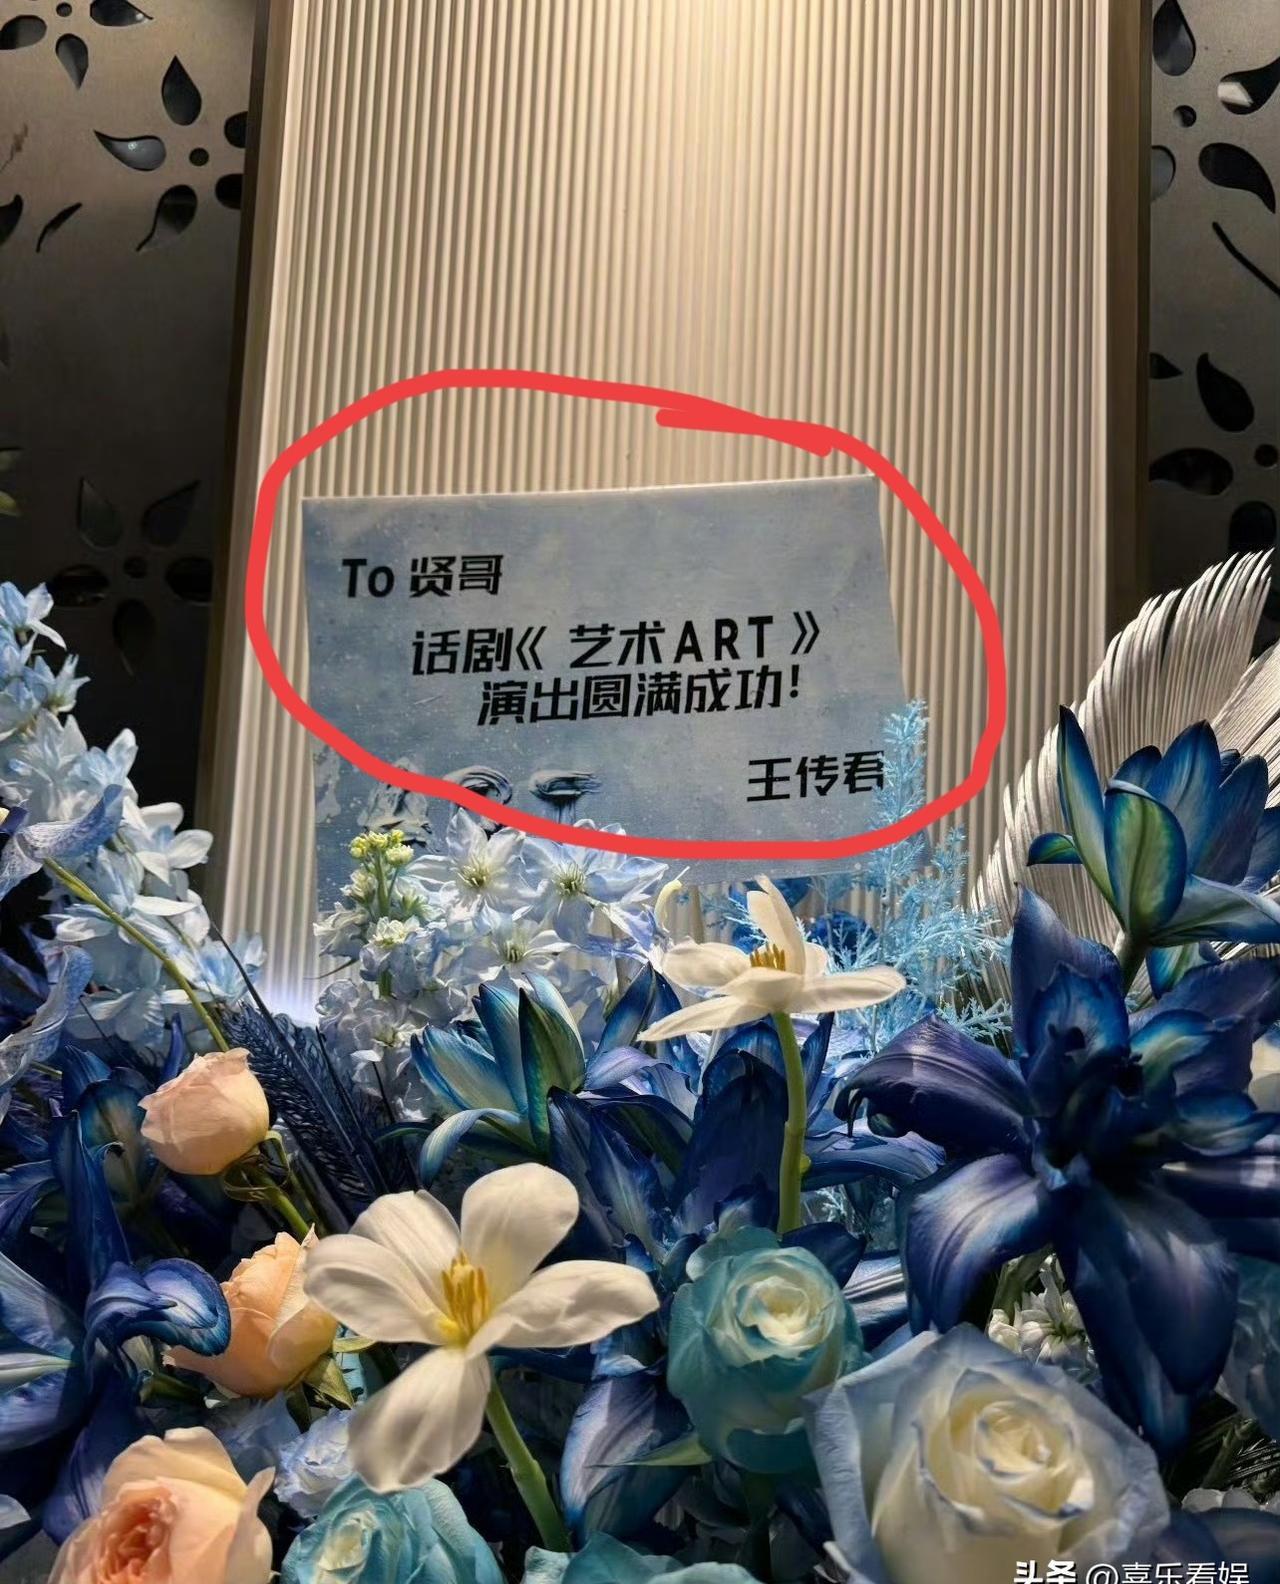 To 贤哥
话剧《 艺术ART 》
演出圆满成功！
王传君
头条 @喜乐看娱